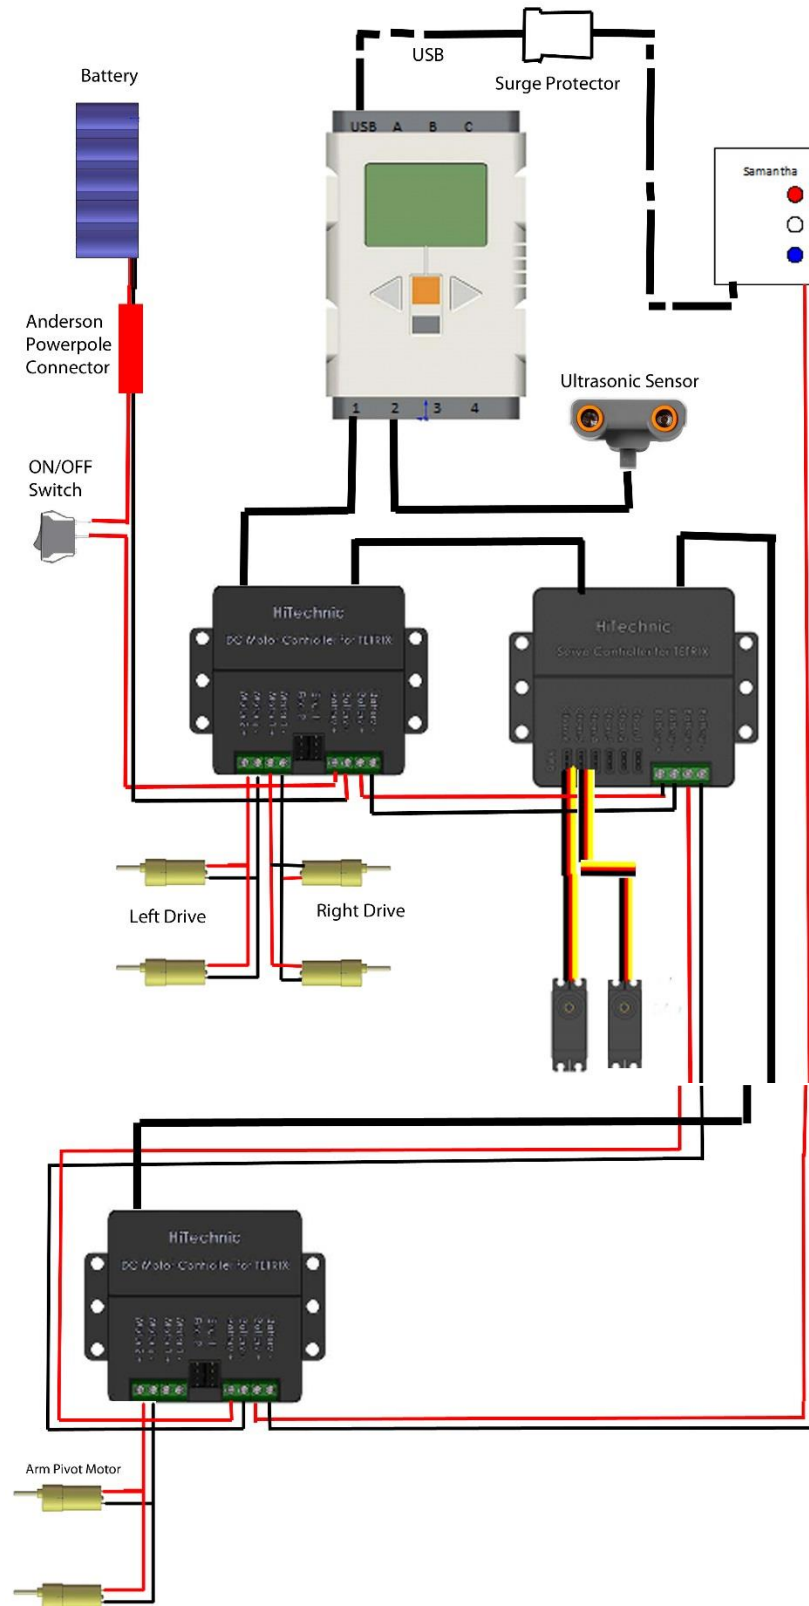 USB
Surge Protector
Battery
USB A B C
Samantha
Anderson
Powerpole
Connector
Ultrasonic Sensor
1 2 3 4
ON/OFF
Switch
HiTechnic
DC Motor Controller for TETRIX
HiTechnic
Servo Controller for TETRIX
Left Drive
Right Drive
HiTechnic
DC Motor Controller for TETRIX
Arm Pivot Motor